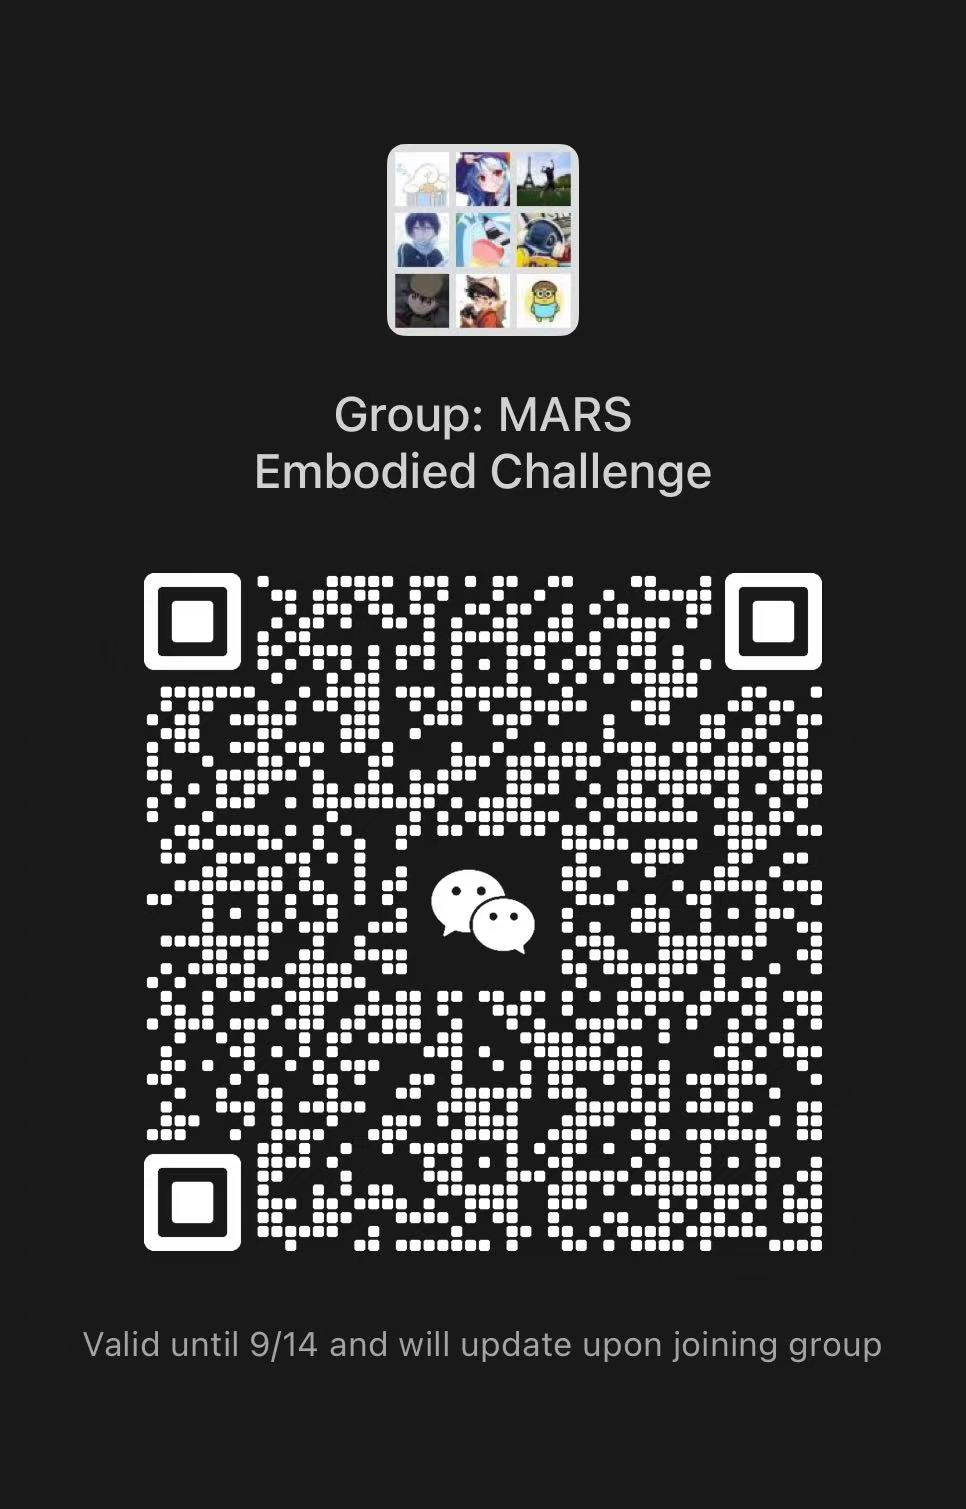 Group: MARS
Embodied Challenge
Valid until 9/14 and will update upon joining group